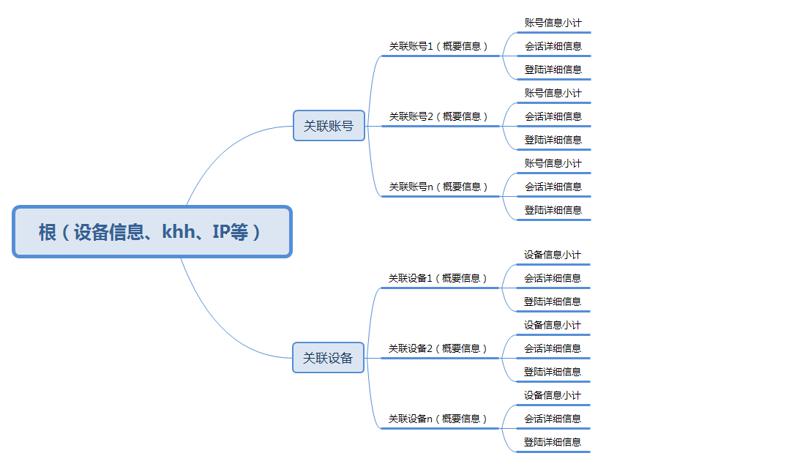 根（设备信息、khh、IP等）
关联账号
关联账号1（概要信息）
账号信息小计
会话详细信息
登陆详细信息
关联账号2（概要信息）
账号信息小计
会话详细信息
登陆详细信息
关联账号n（概要信息）
账号信息小计
会话详细信息
登陆详细信息
关联设备
关联设备1（概要信息）
设备信息小计
会话详细信息
登陆详细信息
关联设备2（概要信息）
设备信息小计
会话详细信息
登陆详细信息
关联设备n（概要信息）
设备信息小计
会话详细信息
登陆详细信息